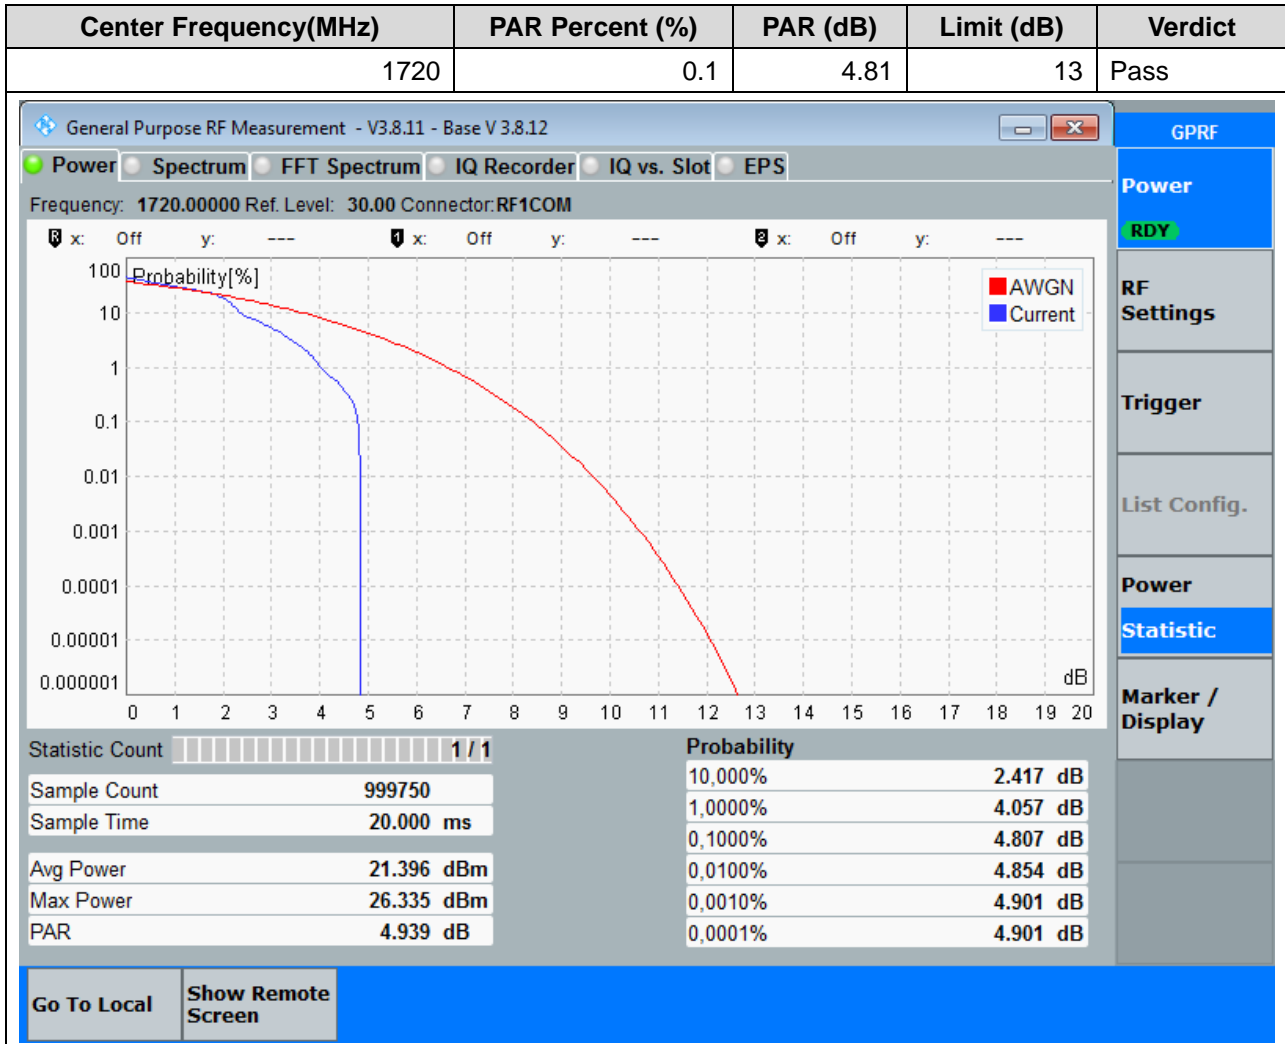 Center Frequency(MHz) PAR Percent (%) PAR (dB) Limit (dB) Verdict
1720 0.1 4.81 13 Pass
General Purpose RF Measurement - V3.8.11 - Base V 3.8.12
GPRF
Power Spectrum FFT Spectrum IQ Recorder IQ vs. Slot EPS
Frequency: 1720.00000 Ref. Level: 30.00 Connector: RF1COM
R x: Off y: --- 1 x: Off y: --- 2 x: Off y: ---
Probability[%]
AWGN
Current
100
10
1
0.1
0.01
0.001
0.0001
0.00001
0.000001
dB
0 1 2 3 4 5 6 7 8 9 10 11 12 13 14 15 16 17 18 19 20
Statistic Count 1 / 1
Sample Count 999750
Sample Time 20.000 ms
Avg Power 21.396 dBm
Max Power 26.335 dBm
PAR 4.939 dB
Probability
10,000% 2.417 dB
1,0000% 4.057 dB
0,1000% 4.807 dB
0,0100% 4.854 dB
0,0010% 4.901 dB
0,0001% 4.901 dB
Power
RDY
RF
Settings
Trigger
List Config.
Power
Statistic
Marker /
Display
Go To Local
Show Remote
Screen